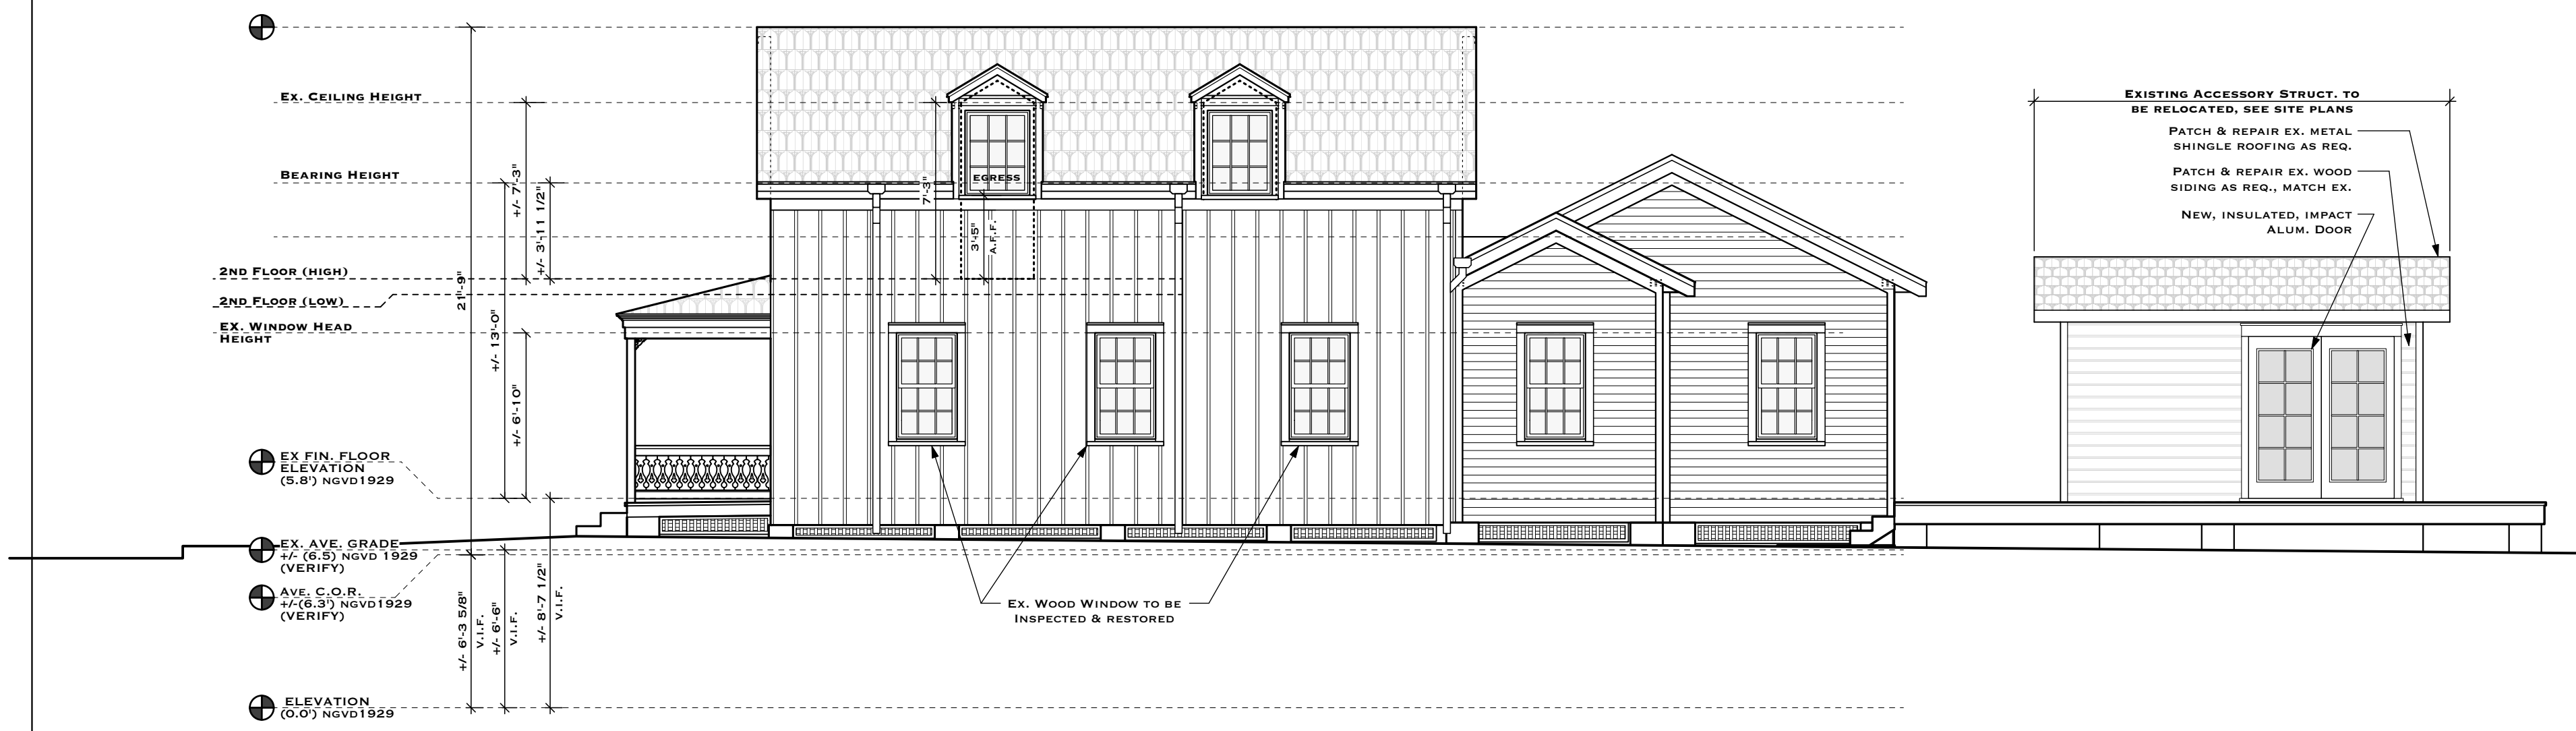 Ex. Ceiling Height
Bearing Height
2nd Floor (high)
2nd Floor (low)
EX. Window Head
Height
EX FIN. FLOOR
ELEVATION
(5.8') NGVD1929
EX. AVE. GRADE
+/- (6.5) NGVD 1929
(VERIFY)
Ave. C.O.R.
+/-(6.3') NGVD1929
(VERIFY)
ELEVATION
(0.0') NGVD1929
21'-9"
+/- 13'-0"
+/- 7'-3"
+/- 3'-11 1/2"
+/- 6'-10"
+/- 6'-3 5/8"
V.I.F.
+/- 6'-6"
V.I.F.
+/- 8'-7 1/2"
V.I.F.
7'-3"
EGRESS
3'-5"
A.F.F.
Ex. Wood Window to be
Inspected & restored
Existing Accessory Struct. to
be relocated, see site plans
Patch & repair ex. metal
shingle roofing as req.
Patch & repair ex. wood
siding as req., match ex.
New, insulated, impact
Alum. Door